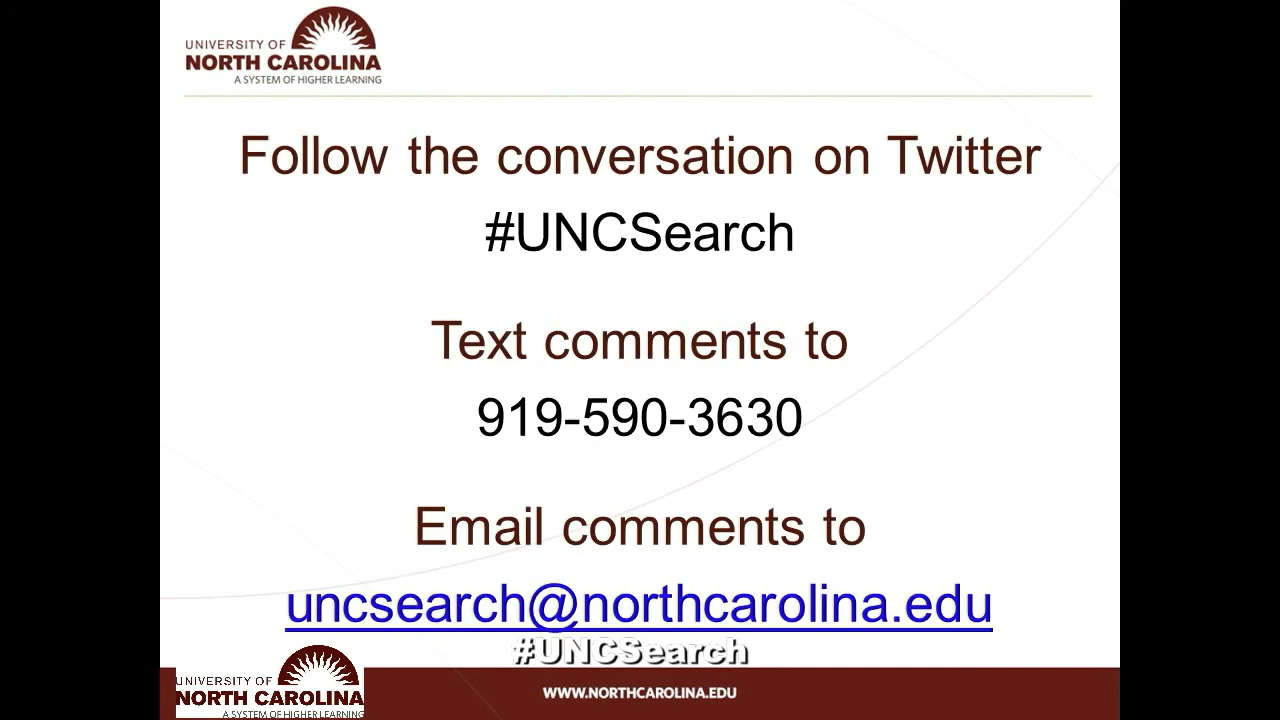 UNIVERSITY OF
NORTH CAROLINA
A SYSTEM OF HIGHER LEARNING
Follow the conversation on Twitter
#UNCSearch
Text comments to
919-590-3630
Email comments to
uncsearch@northcarolina.edu
#UNCSearch
UNIVERSITY OF
NORTH CAROLINA
A SYSTEM OF HIGHER LEARNING
WWW.NORTHCAROLINA.EDU